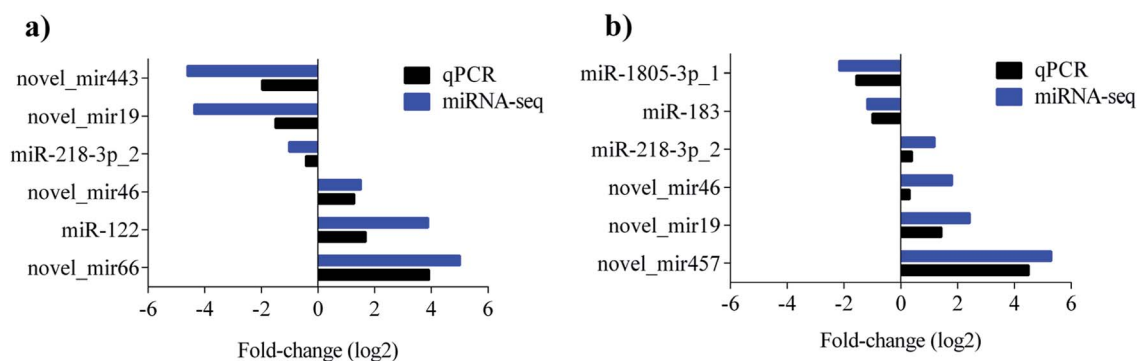 a)
novel_mir443
novel_mir19
miR-218-3p_2
novel_mir46
miR-122
novel_mir66
qPCR
miRNA-seq
-6 -4 -2 0 2 4 6
Fold-change (log2)
b)
miR-1805-3p_1
miR-183
miR-218-3p_2
novel_mir46
novel_mir19
novel_mir457
qPCR
miRNA-seq
-6 -4 -2 0 2 4 6
Fold-change (log2)